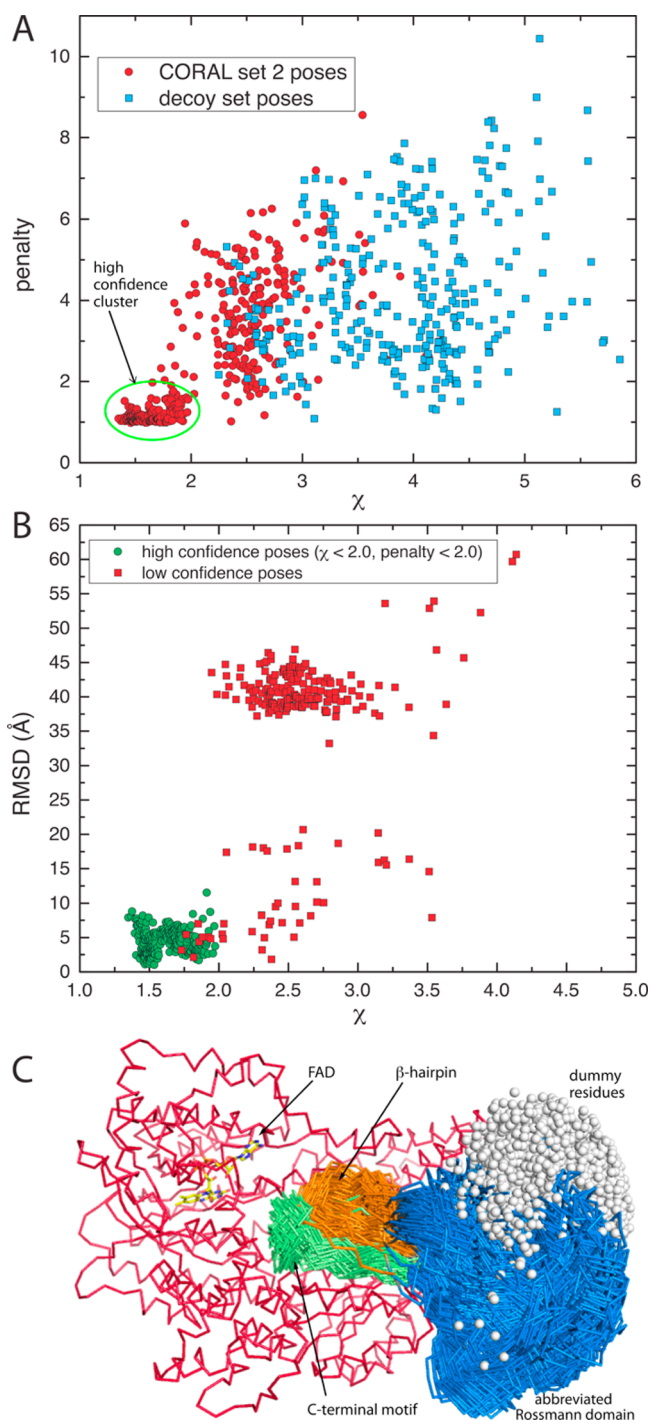 A
CORAL set 2 poses
decoy set poses
high
confidence
cluster
penalty
10
8
6
4
2
0
1 2 3 4 5 6
χ
B
high confidence poses (χ < 2.0, penalty < 2.0)
low confidence poses
RMSD (Å)
65
60
55
50
45
40
35
30
25
20
15
10
5
0
1.0 1.5 2.0 2.5 3.0 3.5 4.0 4.5 5.0
χ
C
FAD
β-hairpin
dummy
residues
C-terminal motif
abbreviated
Rossmann domain